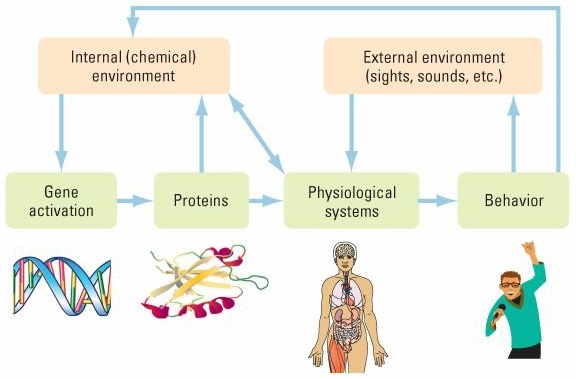 Internal (chemical)
environment
External environment
(sights, sounds, etc.)
Gene
activation
Proteins
Physiological
systems
Behavior